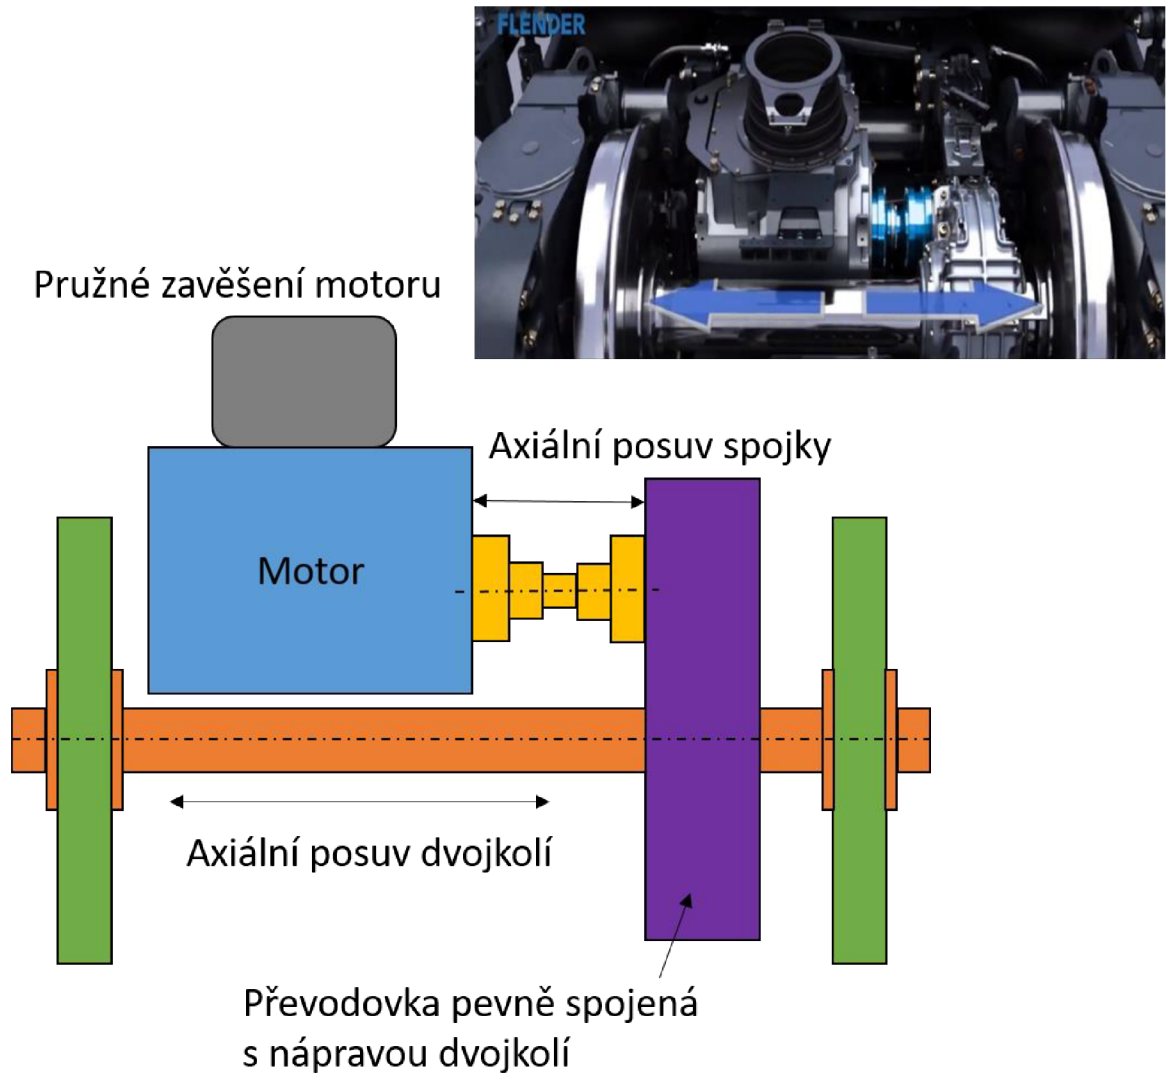 FLENDER
Pružné zavěšení motoru
Axiální posuv spojky
Motor
Axiální posuv dvojkolí
Převodovka pevně spojená
s nápravou dvojkolí